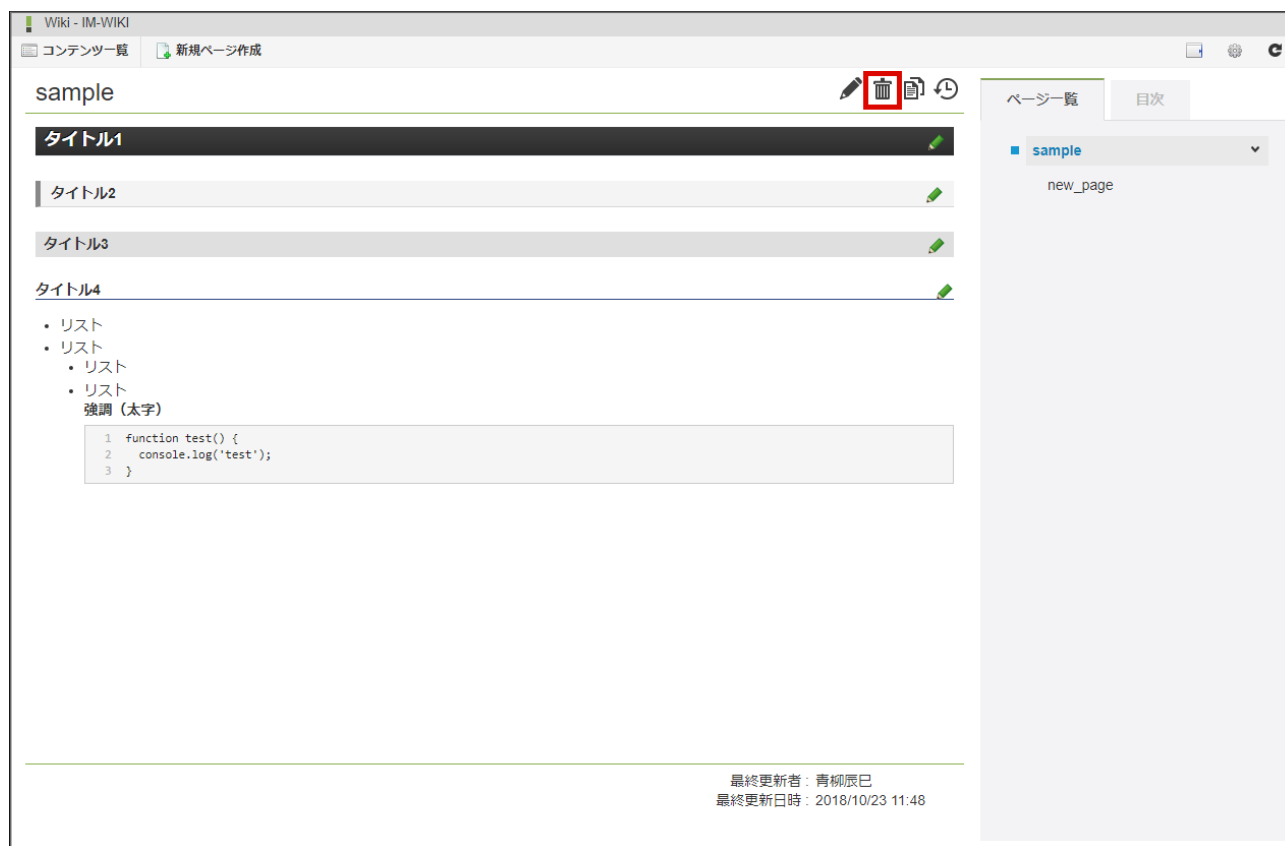 Wiki - IM-WIKI
コンテンツ一覧 新規ページ作成
sample
タイトル1
タイトル2
タイトル3
タイトル4
• リスト
• リスト
• リスト
• リスト
強調（太字）
1 function test() {
2   console.log('test');
3 }
最終更新者 : 青柳辰巳
最終更新日時 : 2018/10/23 11:48
ページ一覧 目次
sample
new_page